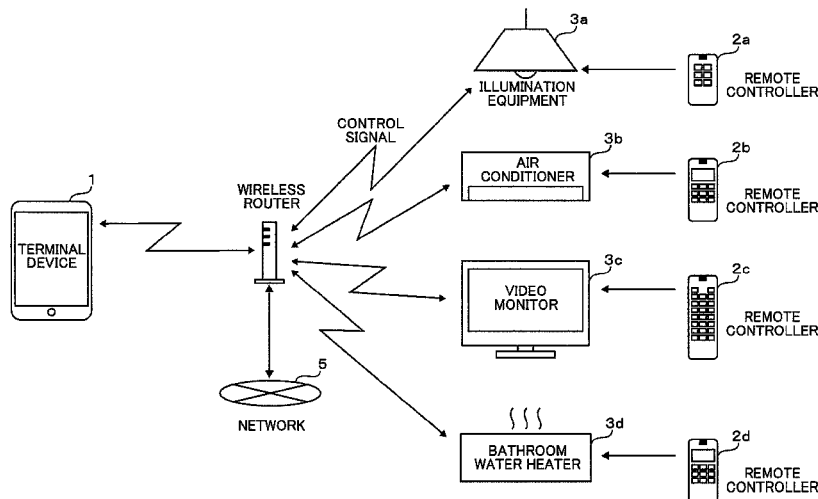 3a
2a
ILLUMINATION
EQUIPMENT
REMOTE
CONTROLLER
CONTROL
SIGNAL
3b
2b
AIR
CONDITIONER
REMOTE
CONTROLLER
1
WIRELESS
ROUTER
TERMINAL
DEVICE
3c
2c
VIDEO
MONITOR
REMOTE
CONTROLLER
5
NETWORK
3d
2d
BATHROOM
WATER HEATER
REMOTE
CONTROLLER